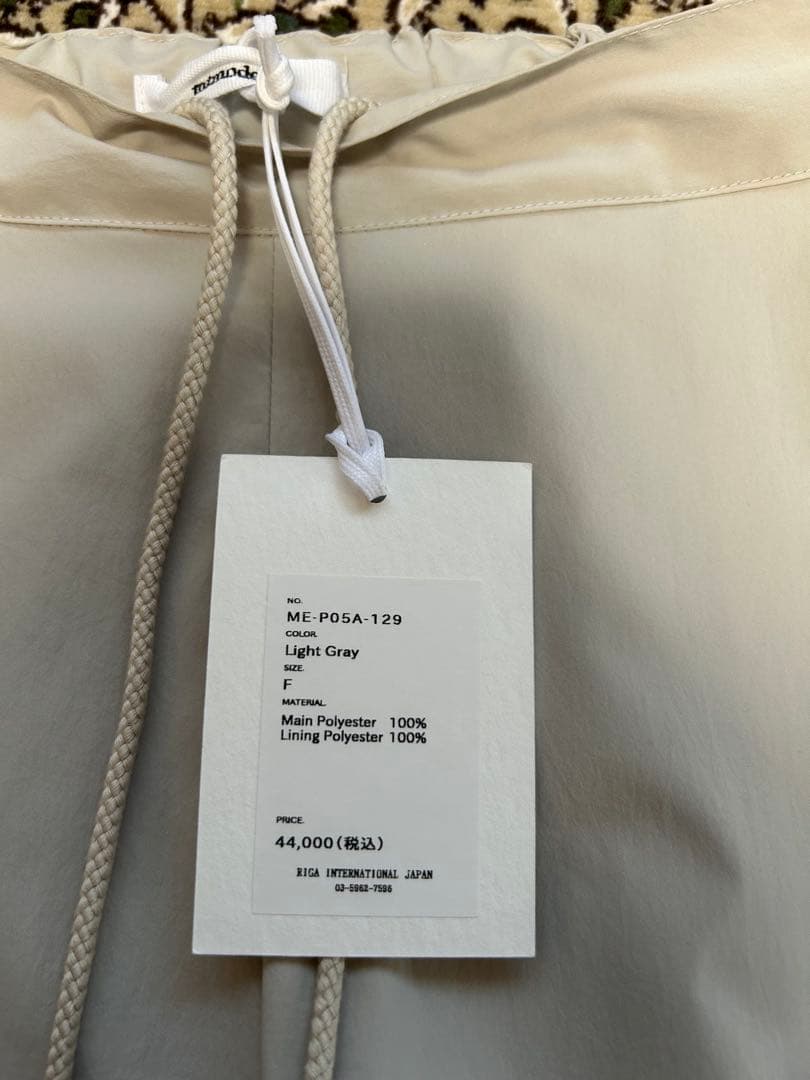 NO.
ME-P05A-129
COLOR.
Light Gray
SIZE.
F
MATERIAL.
Main Polyester 100%
Lining Polyester 100%
PRICE.
44,000(税込)
RIGA INTERNATIONAL JAPAN
03-5962-7596